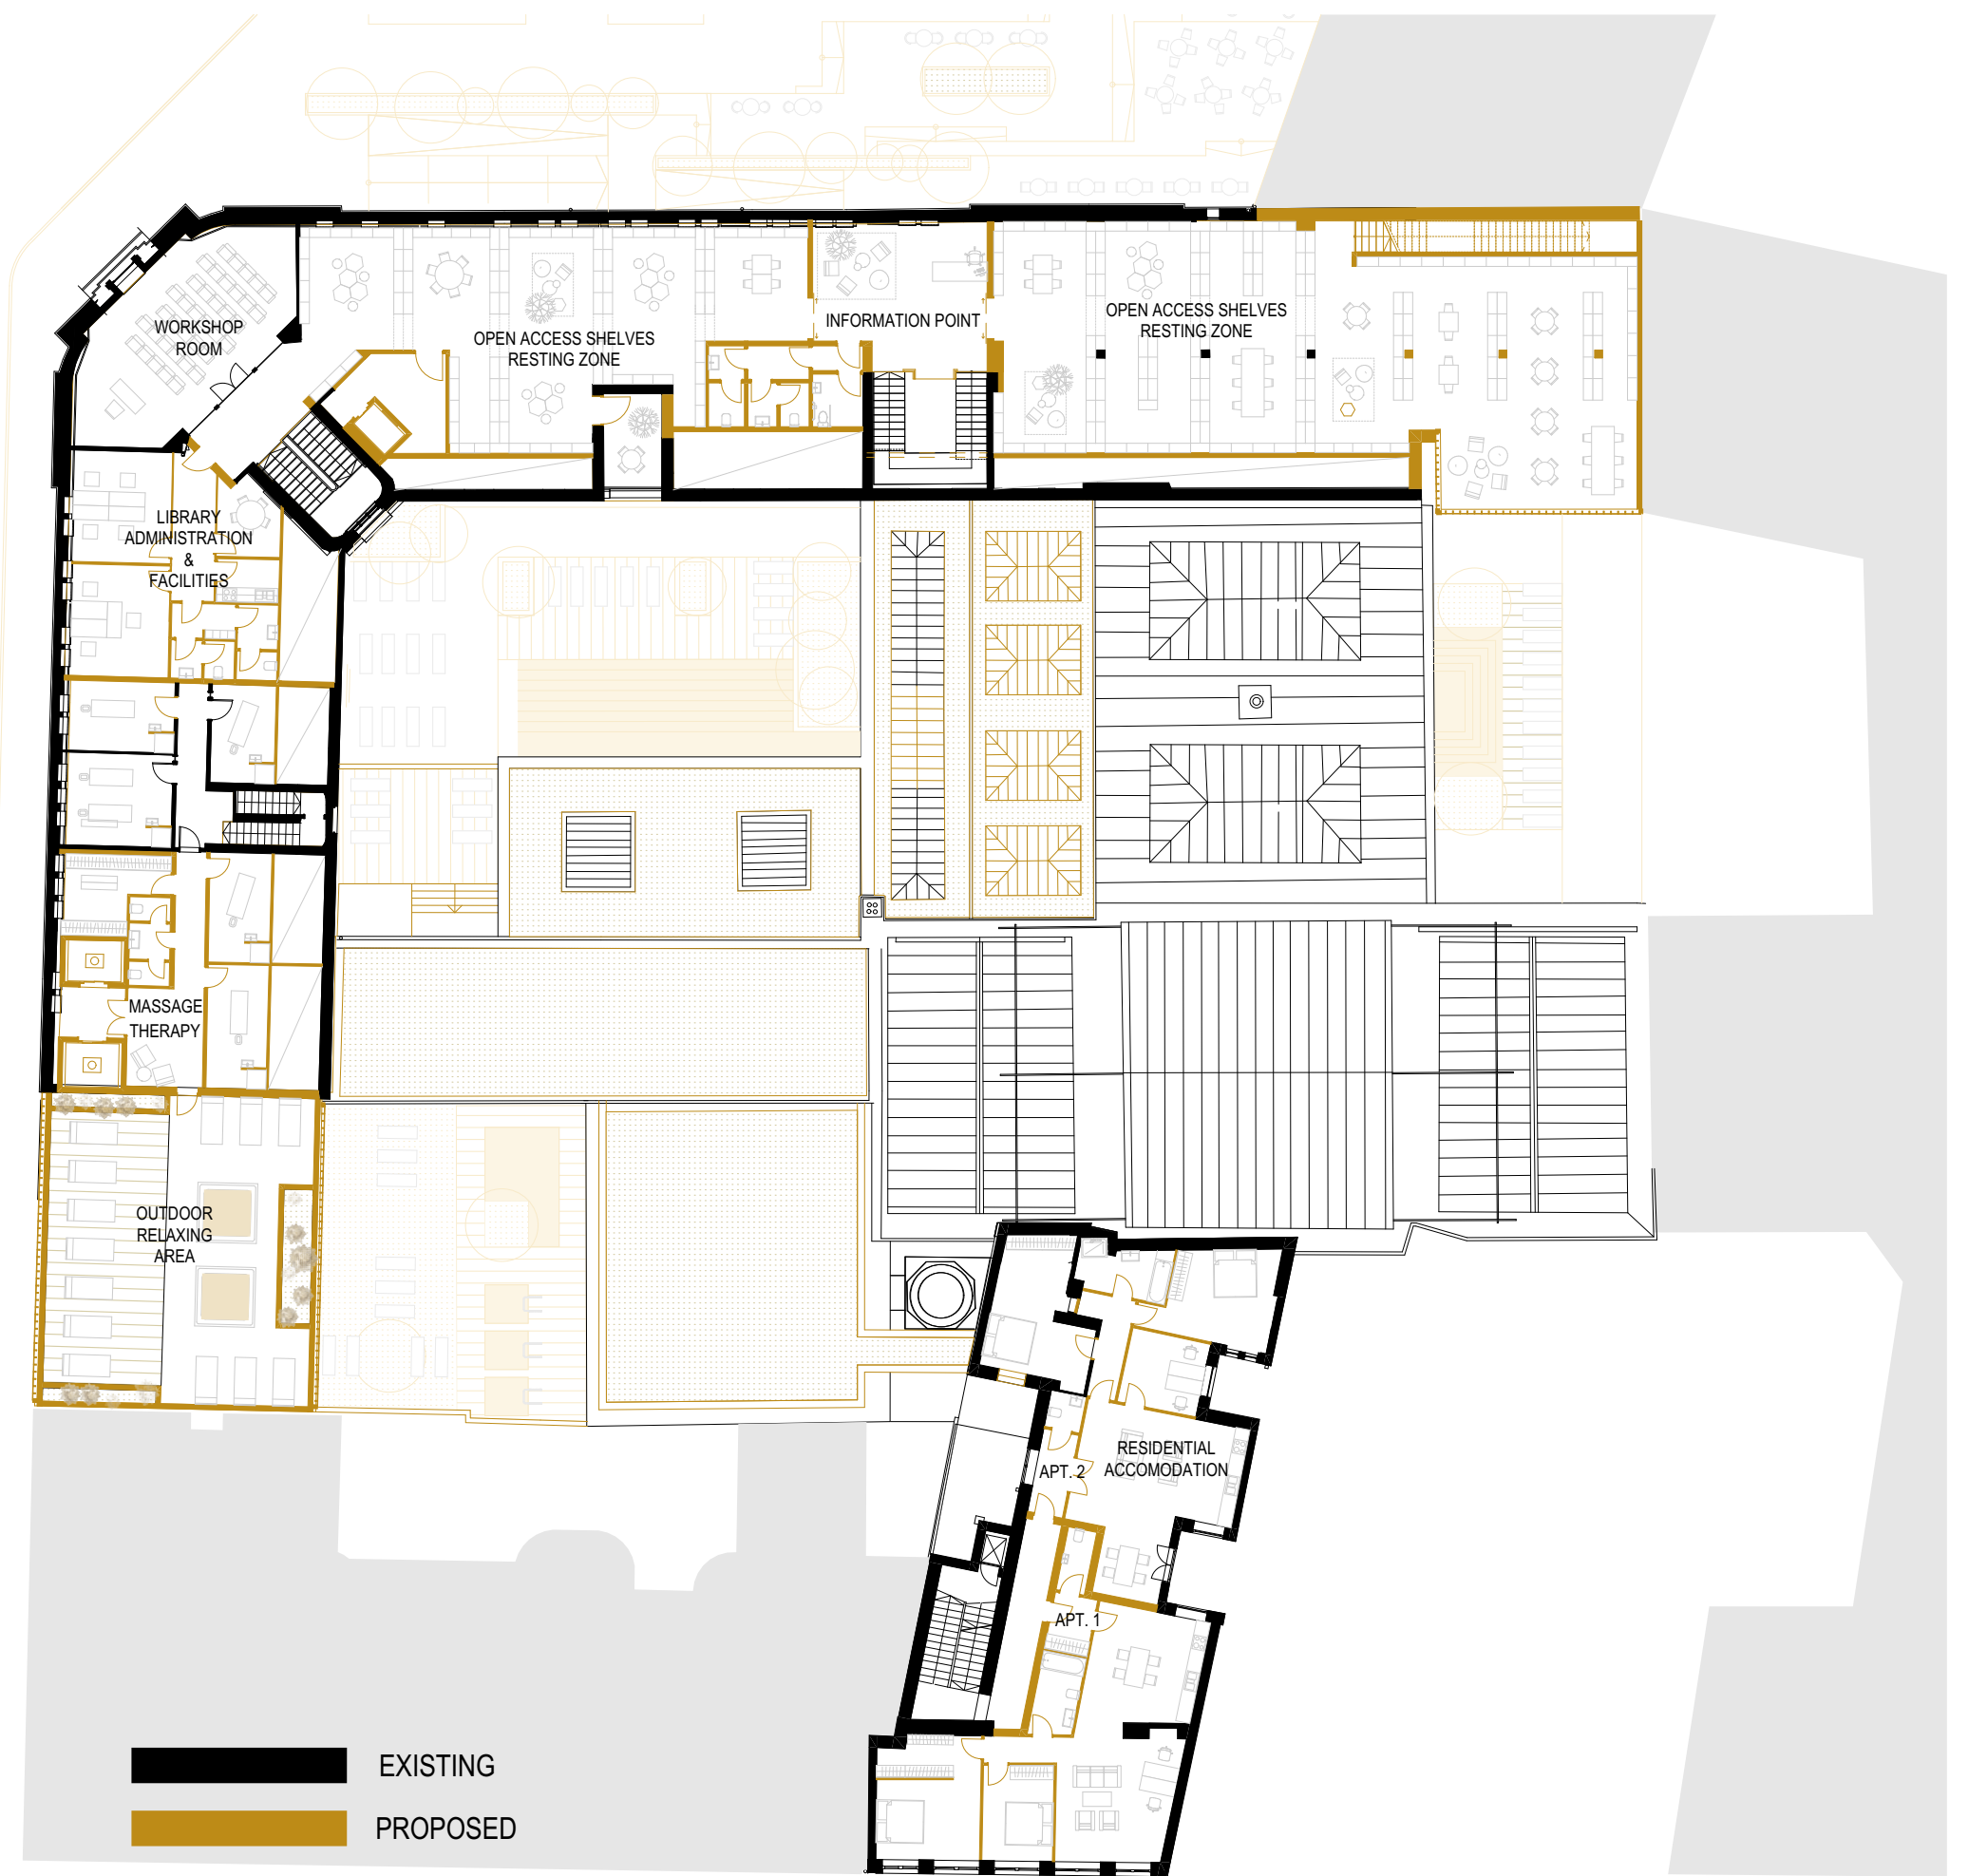 WORKSHOP
ROOM
OPEN ACCESS SHELVES
RESTING ZONE
INFORMATION POINT
OPEN ACCESS SHELVES
RESTING ZONE
LIBRARY
ADMINISTRATION
&
FACILITIES
MASSAGE
THERAPY
OUTDOOR
RELAXING
AREA
RESIDENTIAL
ACCOMODATION
APT. 2
APT. 1
EXISTING
PROPOSED